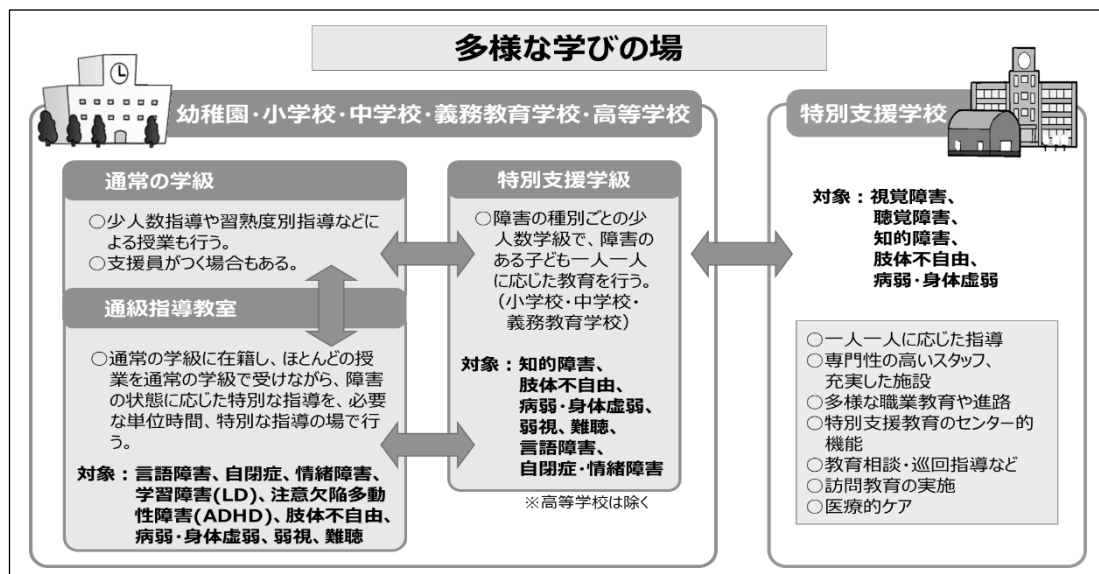 多様な学びの場
幼稚園・小学校・中学校・義務教育学校・高等学校
通常の学級
○少人数指導や習熟度別指導などに
よる授業も行う。
○支援員がつく場合もある。
通級指導教室
○通常の学級に在籍し、ほとんどの授
業を通常の学級で受けながら、障害
の状態に応じた特別な指導を、必要
な単位時間、特別な指導の場で行
う。
対象：言語障害、自閉症、情緒障害、
学習障害(LD)、注意欠陥多動
性障害(ADHD)、肢体不自由、
病弱・身体虚弱、弱視、難聴
特別支援学級
○障害の種別ごとの少
人数学級で、障害の
ある子ども一人一人
に応じた教育を行う。
（小学校・中学校・
義務教育学校）
対象：知的障害、
肢体不自由、
病弱・身体虚弱、
弱視、難聴、
言語障害、
自閉症・情緒障害
※高等学校は除く
特別支援学校
対象：視覚障害、
聴覚障害、
知的障害、
肢体不自由、
病弱・身体虚弱
○一人一人に応じた指導
○専門性の高いスタッフ、
充実した施設
○多様な職業教育や進路
○特別支援教育のセンター的
機能
○教育相談・巡回指導など
○訪問教育の実施
○医療的ケア